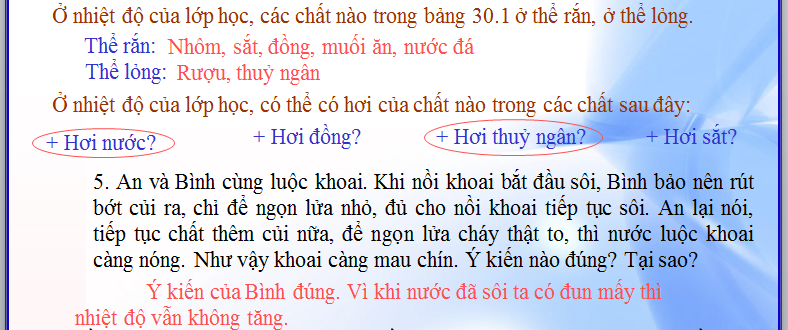 Ở nhiệt độ của lớp học, các chất nào trong bảng 30.1 ở thể rắn, ở thể lỏng.
Thể rắn: Nhôm, sắt, đồng, muối ăn, nước đá
Thể lỏng: Rượu, thuỷ ngân
Ở nhiệt độ của lớp học, có thể có hơi của chất nào trong các chất sau đây:
+ Hơi nước? + Hơi đồng? + Hơi thuỷ ngân? + Hơi sắt?
5. An và Bình cùng luộc khoai. Khi nồi khoai bắt đầu sôi, Bình bảo nên rút
bớt củi ra, chỉ để ngọn lửa nhỏ, đủ cho nồi khoai tiếp tục sôi. An lại nói,
tiếp tục chất thêm củi nữa, để ngọn lửa cháy thật to, thì nước luộc khoai
càng nóng. Như vậy khoai càng mau chín. Ý kiến nào đúng? Tại sao?
Ý kiến của Bình đúng. Vì khi nước đã sôi ta có đun mấy thì
nhiệt độ vẫn không tăng.